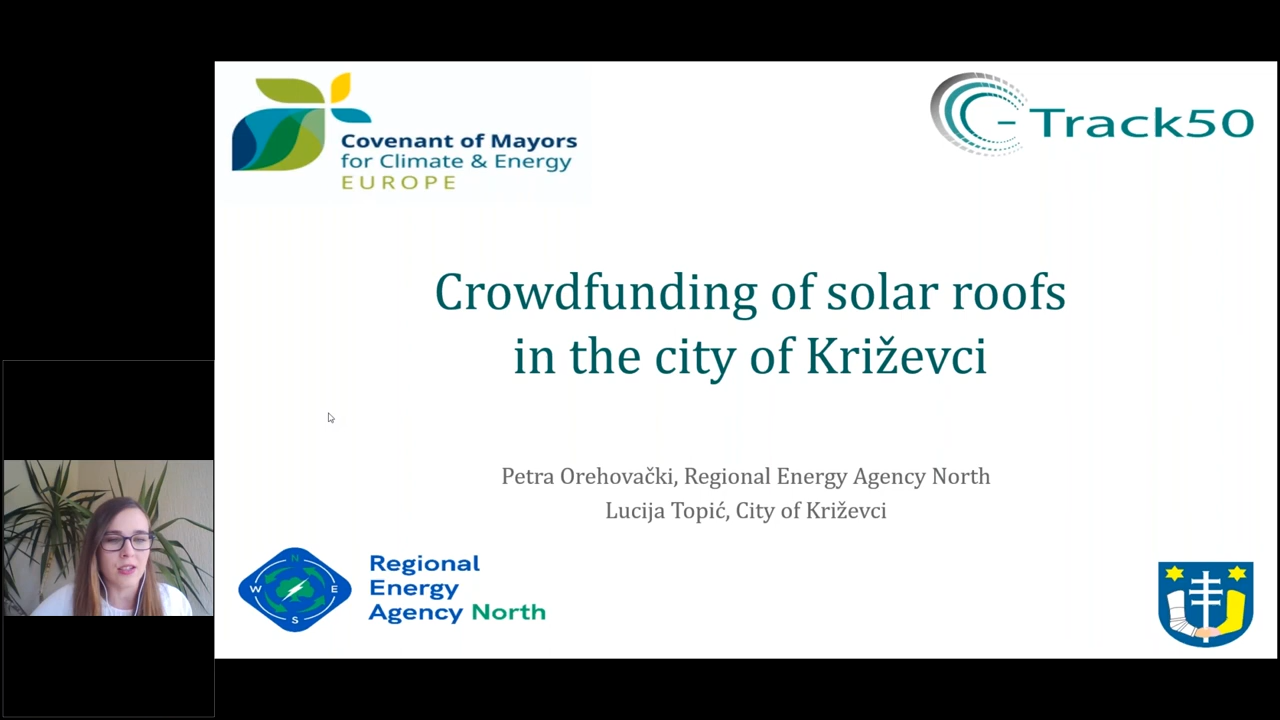 Covenant of Mayors
for Climate & Energy
EUROPE
C-Track50
Crowdfunding of solar roofs
in the city of Križevci
Petra Orehovački, Regional Energy Agency North
Lucija Topić, City of Križevci
N
W
E
S
Regional
Energy
Agency North